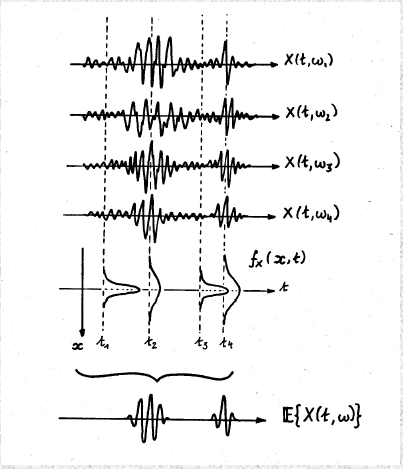 X(t,ω₁)
X(t,ω₂)
X(t,ω₃)
X(t,ω₄)
fₓ(x,t)
t
x t₁ t₂ t₃ t₄
𝔼{X(t,ω)}